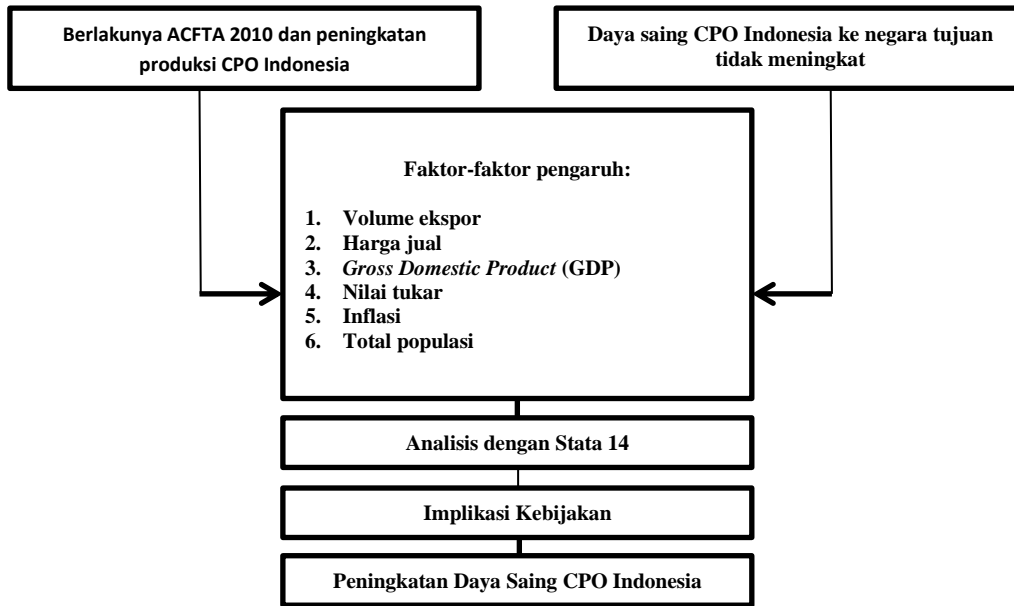 Berlakunya ACFTA 2010 dan peningkatan
produksi CPO Indonesia
Daya saing CPO Indonesia ke negara tujuan
tidak meningkat
Faktor-faktor pengaruh:
1. Volume ekspor
2. Harga jual
3. Gross Domestic Product (GDP)
4. Nilai tukar
5. Inflasi
6. Total populasi
Analisis dengan Stata 14
Implikasi Kebijakan
Peningkatan Daya Saing CPO Indonesia